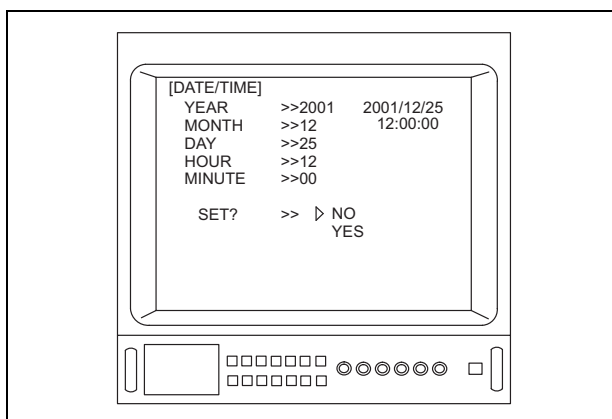 [DATE/TIME]
YEAR >>2001 2001/12/25
MONTH >>12 12:00:00
DAY >>25
HOUR >>12
MINUTE >>00
SET? >> ▷ NO
YES